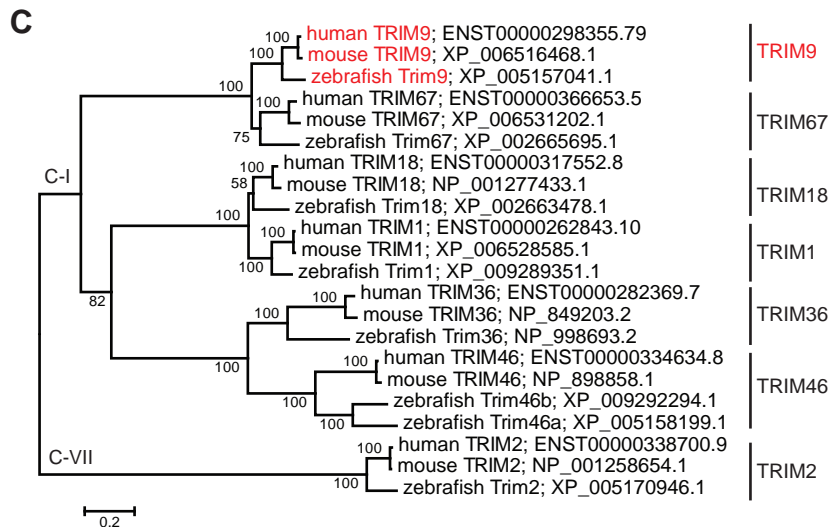 C
100
human TRIM9; ENST00000298355.79
100
mouse TRIM9; XP_006516468.1
TRIM9
100
zebrafish Trim9; XP_005157041.1
100
human TRIM67; ENST00000366653.5
mouse TRIM67; XP_006531202.1
TRIM67
75
zebrafish Trim67; XP_002665695.1
100
human TRIM18; ENST00000317552.8
C-I
58
mouse TRIM18; NP_001277433.1
TRIM18
zebrafish Trim18; XP_002663478.1
100
100
human TRIM1; ENST00000262843.10
mouse TRIM1; XP_006528585.1
TRIM1
100
zebrafish Trim1; XP_009289351.1
82
100
human TRIM36; ENST00000282369.7
100
mouse TRIM36; NP_849203.2
TRIM36
zebrafish Trim36; NP_998693.2
100
100
human TRIM46; ENST00000334634.8
mouse TRIM46; NP_898858.1
TRIM46
100
zebrafish Trim46b; XP_009292294.1
100
zebrafish Trim46a; XP_005158199.1
C-VII
100
human TRIM2; ENST00000338700.9
mouse TRIM2; NP_001258654.1
TRIM2
100
zebrafish Trim2; XP_005170946.1
0.2